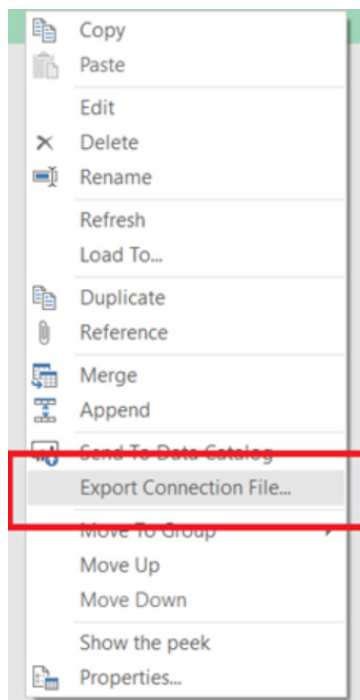 Copy
Paste
Edit
Delete
Rename
Refresh
Load To...
Duplicate
Reference
Merge
Append
Send To Data Catalog
Export Connection File...
Move To Group
Move Up
Move Down
Show the peek
Properties...